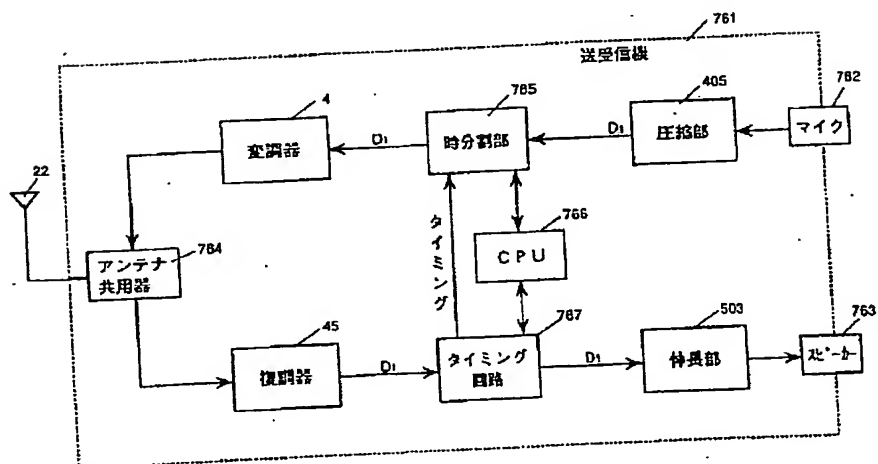 761
送受信機
4
785
405
782
変調器
D1
時分割部
D1
圧縮部
マイク
22
タイミング
766
CPU
アンテナ
共用器
764
45
767
503
763
復調器
D1
タイミング
回路
D1
伸長部
スピーカー